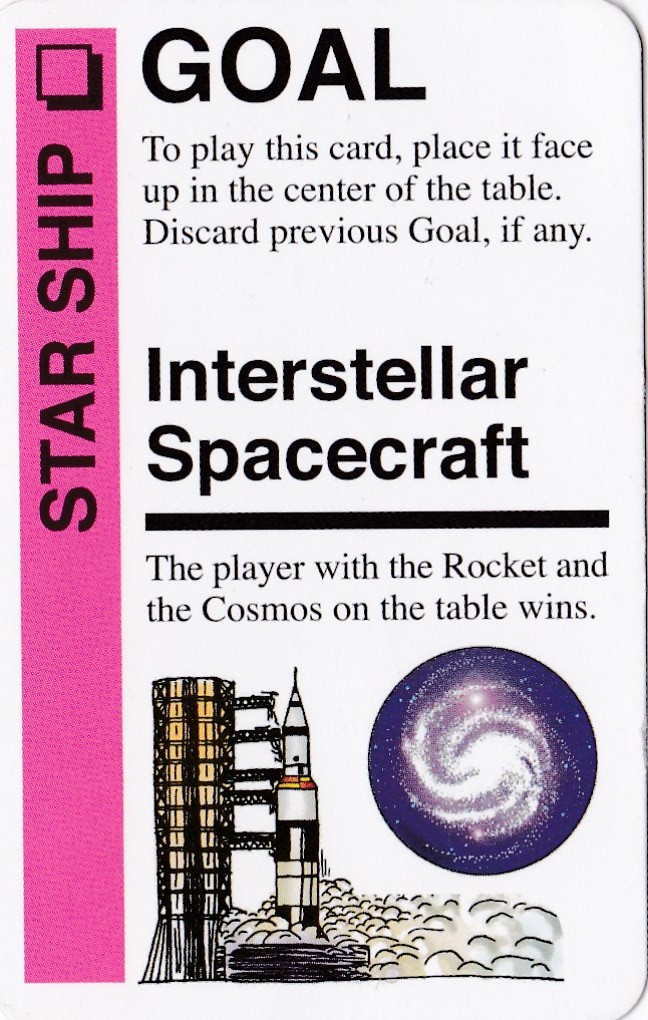 STAR SHIP
GOAL
To play this card, place it face
up in the center of the table.
Discard previous Goal, if any.
Interstellar
Spacecraft
The player with the Rocket and
the Cosmos on the table wins.